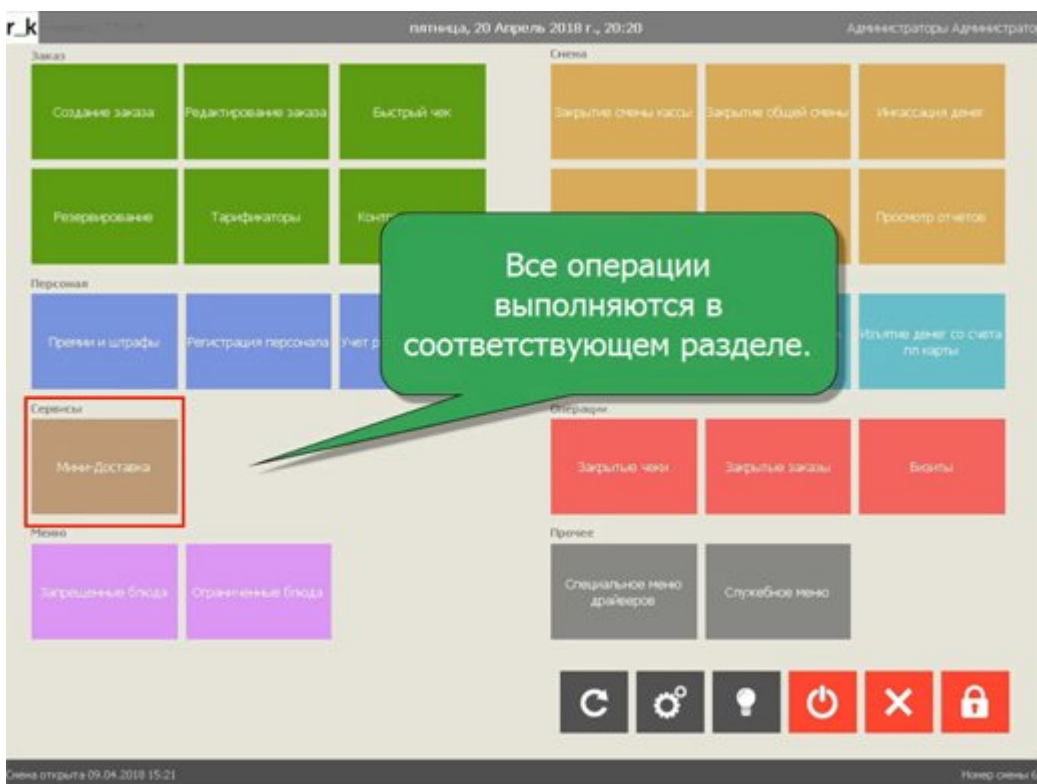 r_k
пятница, 20 Апрель 2018 г., 20:20
Администраторы Администрато
Заказ
Создание заказа
Редактирование заказа
Быстрый чек
Резервирование
Тарификаторы
Смена
Закрытие смены кассы
Закрытие общей смены
Инкассация денег
Просмотр отчетов
Все операции
выполняются в
соответствующем разделе.
Персонал
Премии и штрафы
Регистрация персонала
Учет
Изъятие денег со счета
пл карты
Сервисы
Мини-Доставка
Операции
Закрытые чеки
Закрытые заказы
Визиты
Меню
Запрещенные блюда
Ограниченные блюда
Прочее
Специальное меню
драйверов
Служебное меню
Смена открыта 09.04.2018 15:21
Номер смены 6